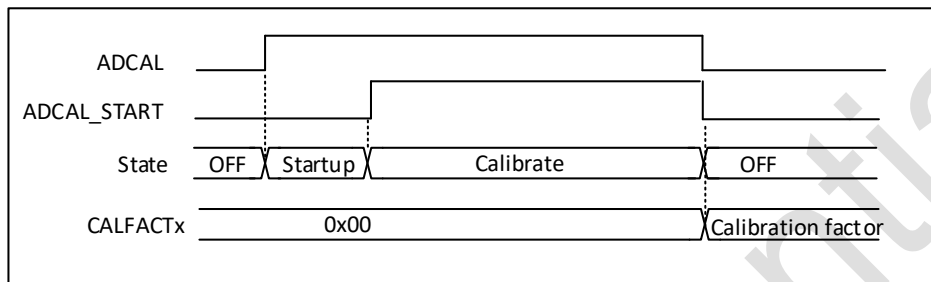 ADCAL
ADCAL_START
State OFF Startup Calibrate OFF
CALFACTx 0x00 Calibration factor